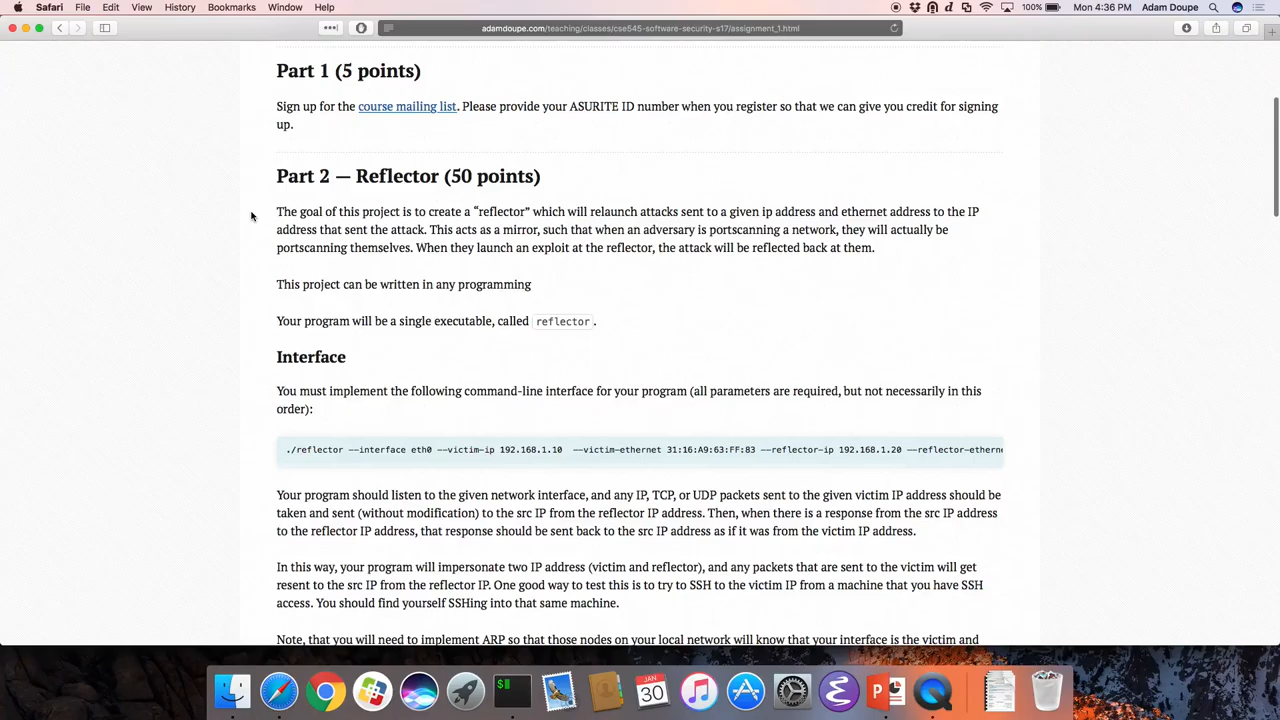 Safari File Edit View History Bookmarks Window Help
100% Mon 4:36 PM Adam Doupe
adamdoupe.com/teaching/classes/cse545-software-security-s17/assignment_1.html
Part 1 (5 points)
Sign up for the course mailing list. Please provide your ASURITE ID number when you register so that we can give you credit for signing
up.
Part 2 — Reflector (50 points)
The goal of this project is to create a “reflector” which will relaunch attacks sent to a given ip address and ethernet address to the IP
address that sent the attack. This acts as a mirror, such that when an adversary is portscanning a network, they will actually be
portscanning themselves. When they launch an exploit at the reflector, the attack will be reflected back at them.
This project can be written in any programming
Your program will be a single executable, called reflector.
Interface
You must implement the following command-line interface for your program (all parameters are required, but not necessarily in this
order):
./reflector --interface eth0 --victim-ip 192.168.1.10  --victim-ethernet 31:16:A9:63:FF:83 --reflector-ip 192.168.1.20 --reflector-etherne
Your program should listen to the given network interface, and any IP, TCP, or UDP packets sent to the given victim IP address should be
taken and sent (without modification) to the src IP from the reflector IP address. Then, when there is a response from the src IP address
to the reflector IP address, that response should be sent back to the src IP address as if it was from the victim IP address.
In this way, your program will impersonate two IP address (victim and reflector), and any packets that are sent to the victim will get
resent to the src IP from the reflector IP. One good way to test this is to try to SSH to the victim IP from a machine that you have SSH
access. You should find yourself SSHing into that same machine.
Note, that you will need to implement ARP so that those nodes on your local network will know that your interface is the victim and
$
JAN
30
P